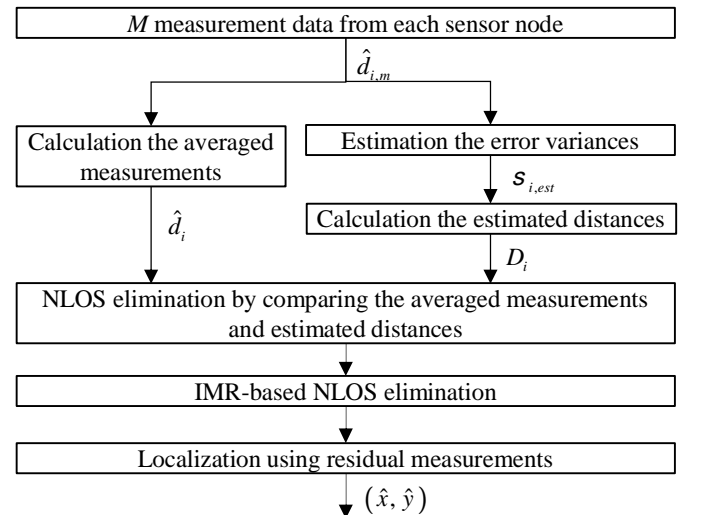 M measurement data from each sensor node
d̂i,m
Calculation the averaged
measurements
Estimation the error variances
si,est
d̂i
Calculation the estimated distances
Di
NLOS elimination by comparing the averaged measurements
and estimated distances
IMR-based NLOS elimination
Localization using residual measurements
(x̂, ŷ)